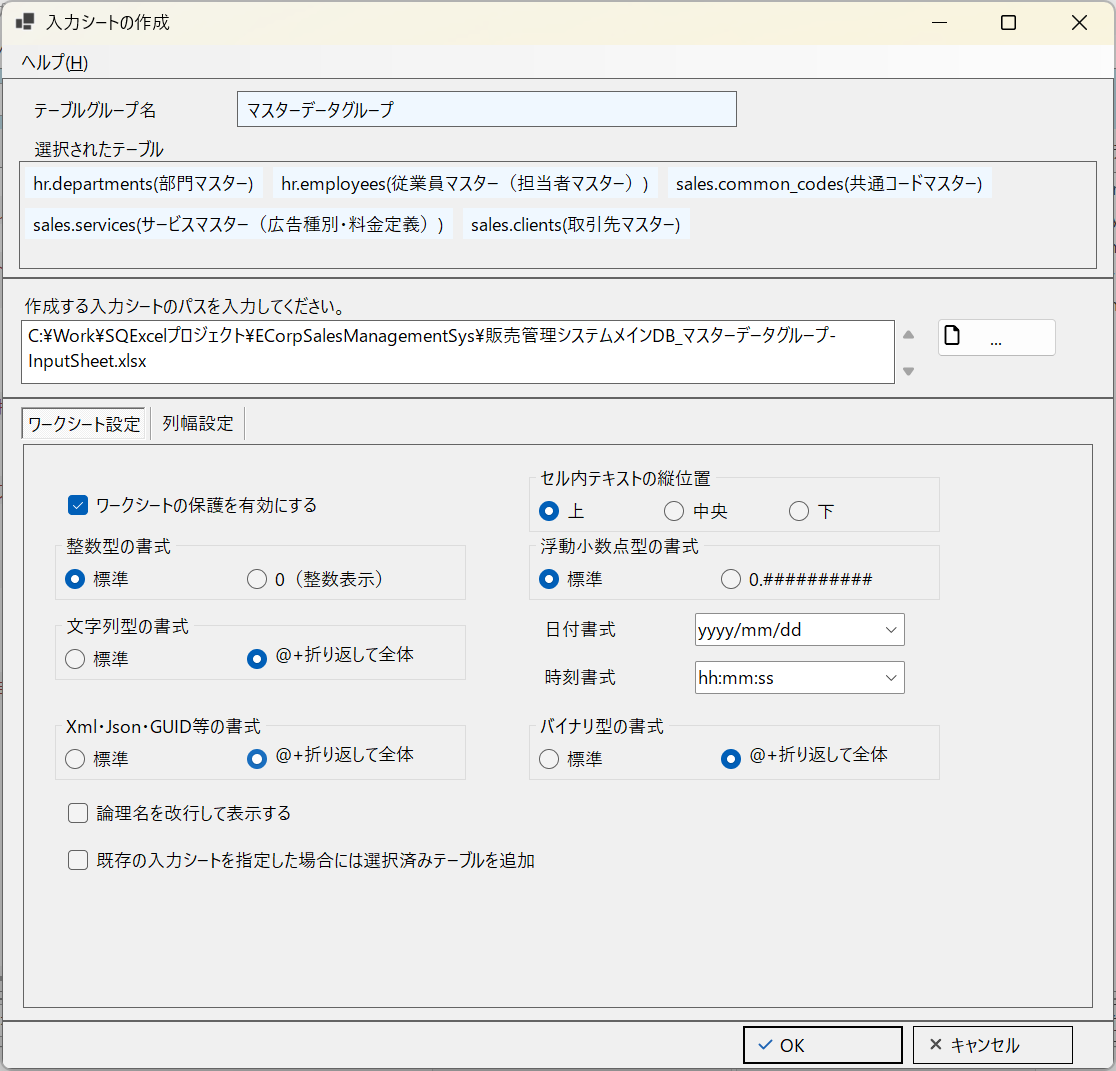 入力シートの作成
ヘルプ(H)
テーブルグループ名
マスターデータグループ
選択されたテーブル
hr.departments(部門マスター) hr.employees(従業員マスター（担当者マスター）) sales.common_codes(共通コードマスター)
sales.services(サービスマスター（広告種別・料金定義）) sales.clients(取引先マスター)
作成する入力シートのパスを入力してください。
C:¥Work¥SQExcelプロジェクト¥ECorpSalesManagementSys¥販売管理システムメインDB_マスターデータグループ-
InputSheet.xlsx
...
ワークシート設定 列幅設定
ワークシートの保護を有効にする
セル内テキストの縦位置
上 中央 下
整数型の書式
標準 0（整数表示）
浮動小数点型の書式
標準 0.##########
文字列型の書式
標準 @+折り返して全体
日付書式 yyyy/mm/dd
時刻書式 hh:mm:ss
Xml・Json・GUID等の書式
標準 @+折り返して全体
バイナリ型の書式
標準 @+折り返して全体
論理名を改行して表示する
既存の入力シートを指定した場合には選択済みテーブルを追加
OK キャンセル